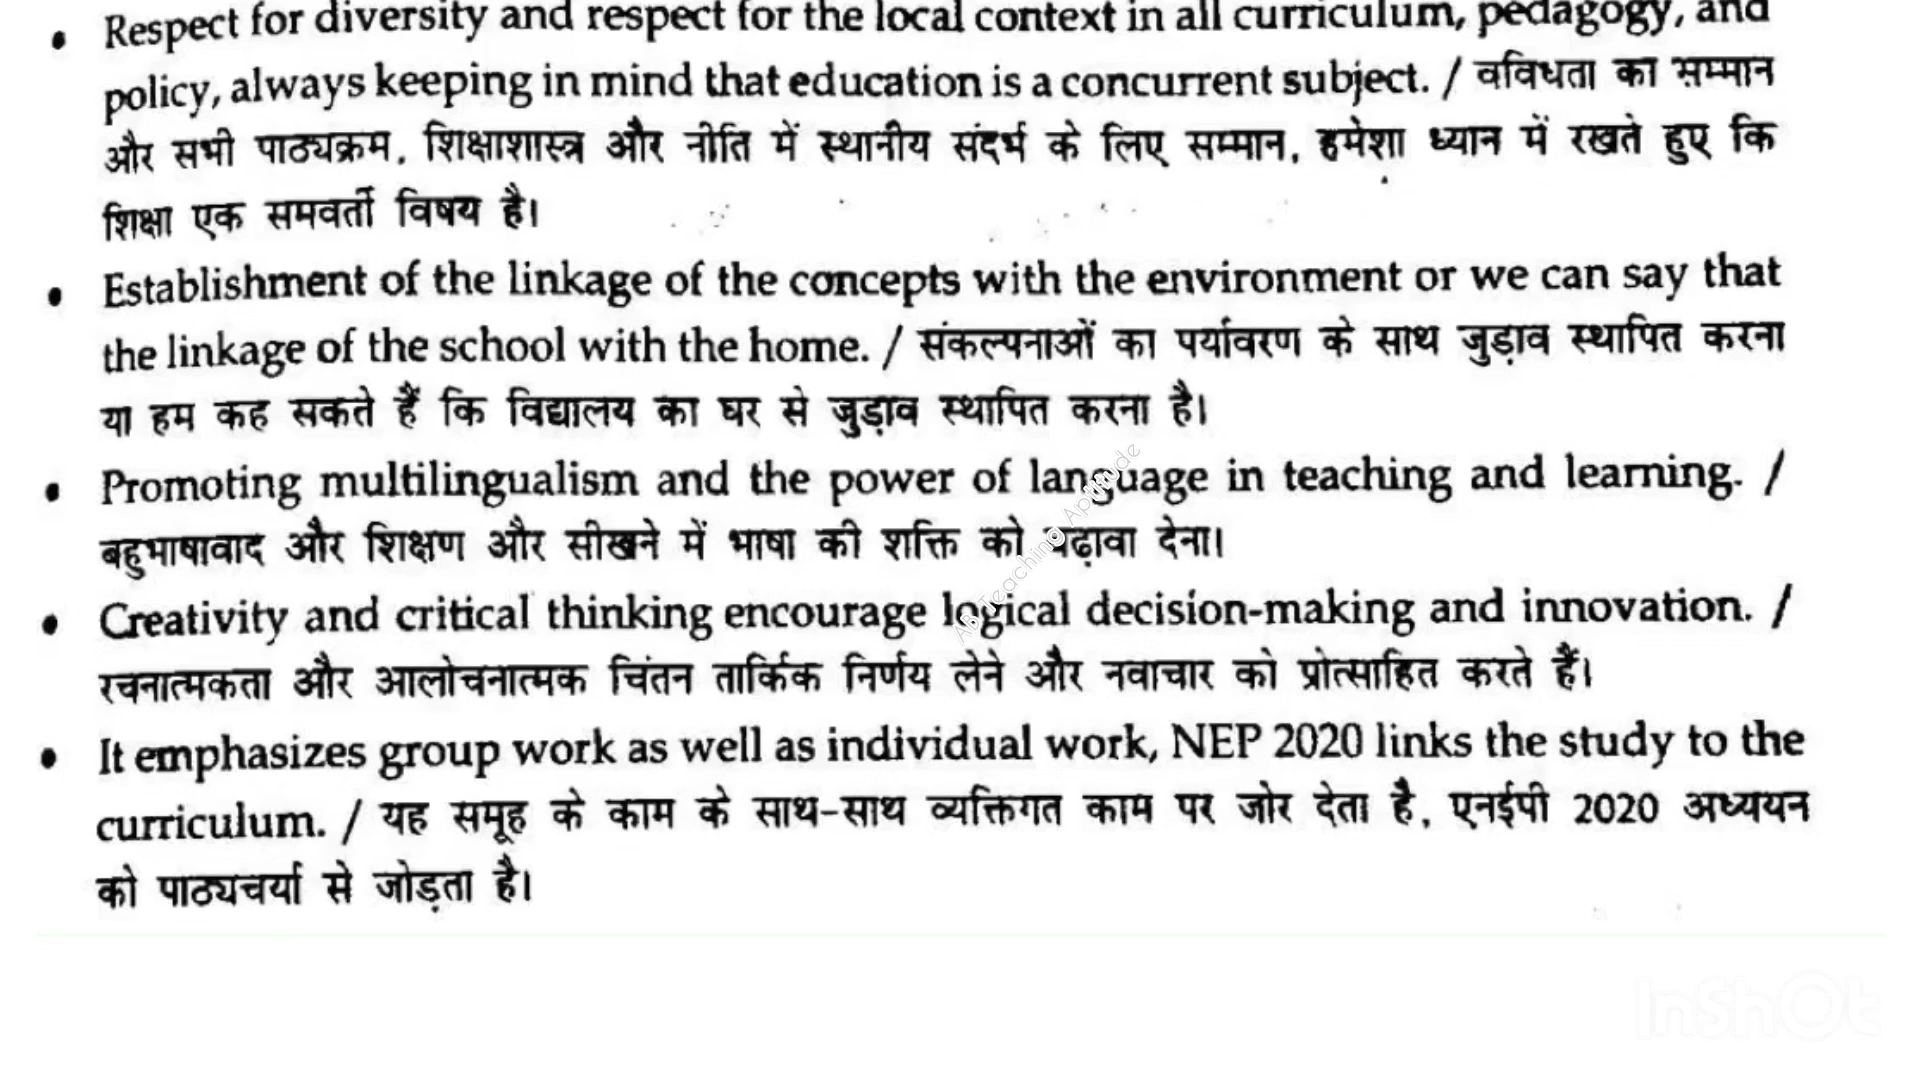 • Respect for diversity and respect for the local context in all curriculum, pedagogy, and
policy, always keeping in mind that education is a concurrent subject. / वविधता का सम्मान
और सभी पाठ्यक्रम, शिक्षाशास्त्र और नीति में स्थानीय संदर्भ के लिए सम्मान, हमेशा ध्यान में रखते हुए कि
शिक्षा एक समवर्ती विषय है।
• Establishment of the linkage of the concepts with the environment or we can say that
the linkage of the school with the home. / संकल्पनाओं का पर्यावरण के साथ जुड़ाव स्थापित करना
या हम कह सकते हैं कि विद्यालय का घर से जुड़ाव स्थापित करना है।
• Promoting multilingualism and the power of language in teaching and learning. /
बहुभाषावाद और शिक्षण और सीखने में भाषा की शक्ति को बढ़ावा देना।
• Creativity and critical thinking encourage logical decision-making and innovation. /
रचनात्मकता और आलोचनात्मक चिंतन तार्किक निर्णय लेने और नवाचार को प्रोत्साहित करते हैं।
• It emphasizes group work as well as individual work, NEP 2020 links the study to the
curriculum. / यह समूह के काम के साथ-साथ व्यक्तिगत काम पर जोर देता है, एनईपी 2020 अध्ययन
को पाठ्यचर्या से जोड़ता है।
AB Teaching Aptitude
InShOt